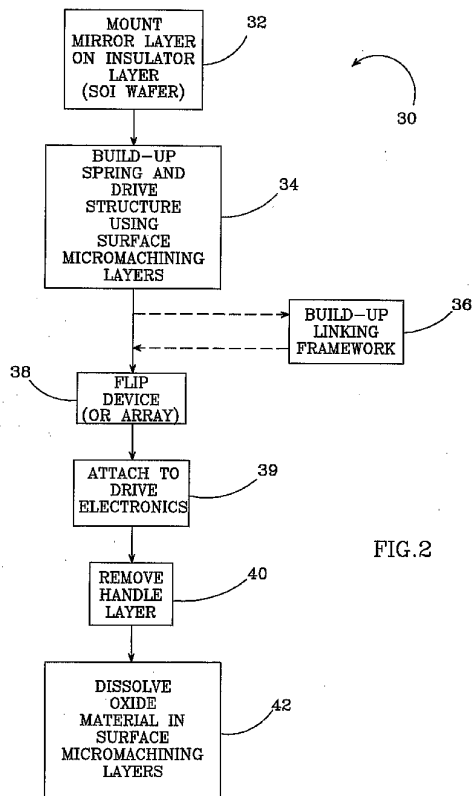 MOUNT
MIRROR LAYER
ON INSULATOR
LAYER
(SOI WAFER)
32
30
BUILD-UP
SPRING AND
DRIVE
STRUCTURE
USING
SURFACE
MICROMACHINING
LAYERS
34
BUILD-UP
LINKING
FRAMEWORK
36
38
FLIP
DEVICE
(OR ARRAY)
ATTACH TO
DRIVE
ELECTRONICS
39
FIG.2
REMOVE
HANDLE
LAYER
40
DISSOLVE
OXIDE
MATERIAL IN
SURFACE
MICROMACHINING
LAYERS
42